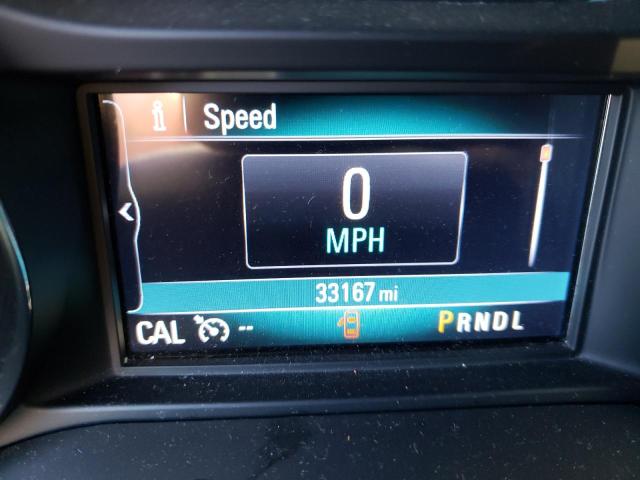 i Speed
0
MPH
33167 mi
CAL -- PRNDL